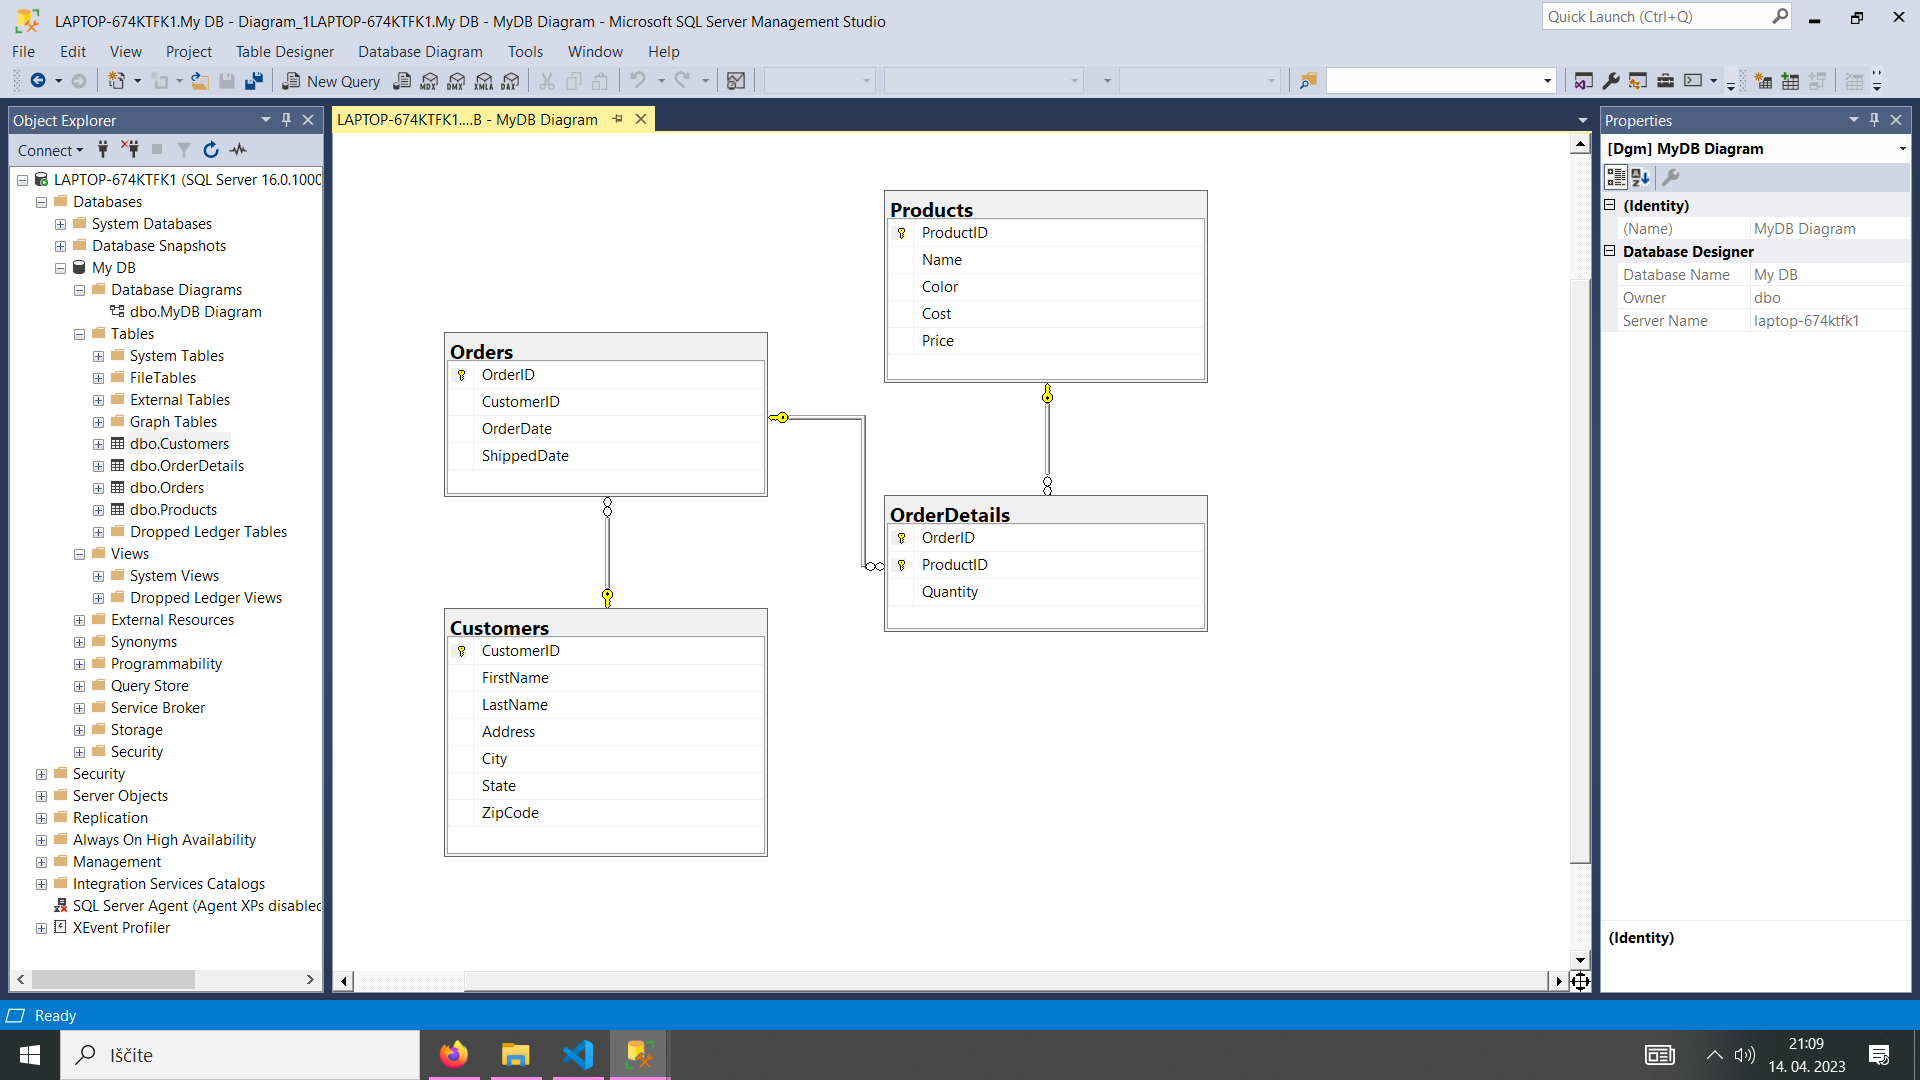 LAPTOP-674KTFK1.My DB - Diagram_1LAPTOP-674KTFK1.My DB - MyDB Diagram - Microsoft SQL Server Management Studio
Quick Launch (Ctrl+Q)
File Edit View Project Table Designer Database Diagram Tools Window Help
New Query MDX DMX XMLA DAX
Object Explorer
Connect
LAPTOP-674KTFK1 (SQL Server 16.0.1000
Databases
System Databases
Database Snapshots
My DB
Database Diagrams
dbo.MyDB Diagram
Tables
System Tables
FileTables
External Tables
Graph Tables
dbo.Customers
dbo.OrderDetails
dbo.Orders
dbo.Products
Dropped Ledger Tables
Views
System Views
Dropped Ledger Views
External Resources
Synonyms
Programmability
Query Store
Service Broker
Storage
Security
Security
Server Objects
Replication
Always On High Availability
Management
Integration Services Catalogs
SQL Server Agent (Agent XPs disabled
XEvent Profiler
LAPTOP-674KTFK1....B - MyDB Diagram
Products
ProductID
Name
Color
Cost
Price
Orders
OrderID
CustomerID
OrderDate
ShippedDate
OrderDetails
OrderID
ProductID
Quantity
Customers
CustomerID
FirstName
LastName
Address
City
State
ZipCode
Properties
[Dgm] MyDB Diagram
(Identity)
(Name) MyDB Diagram
Database Designer
Database Name My DB
Owner dbo
Server Name laptop-674ktfk1
(Identity)
Ready
Iščite
21:09
14. 04. 2023